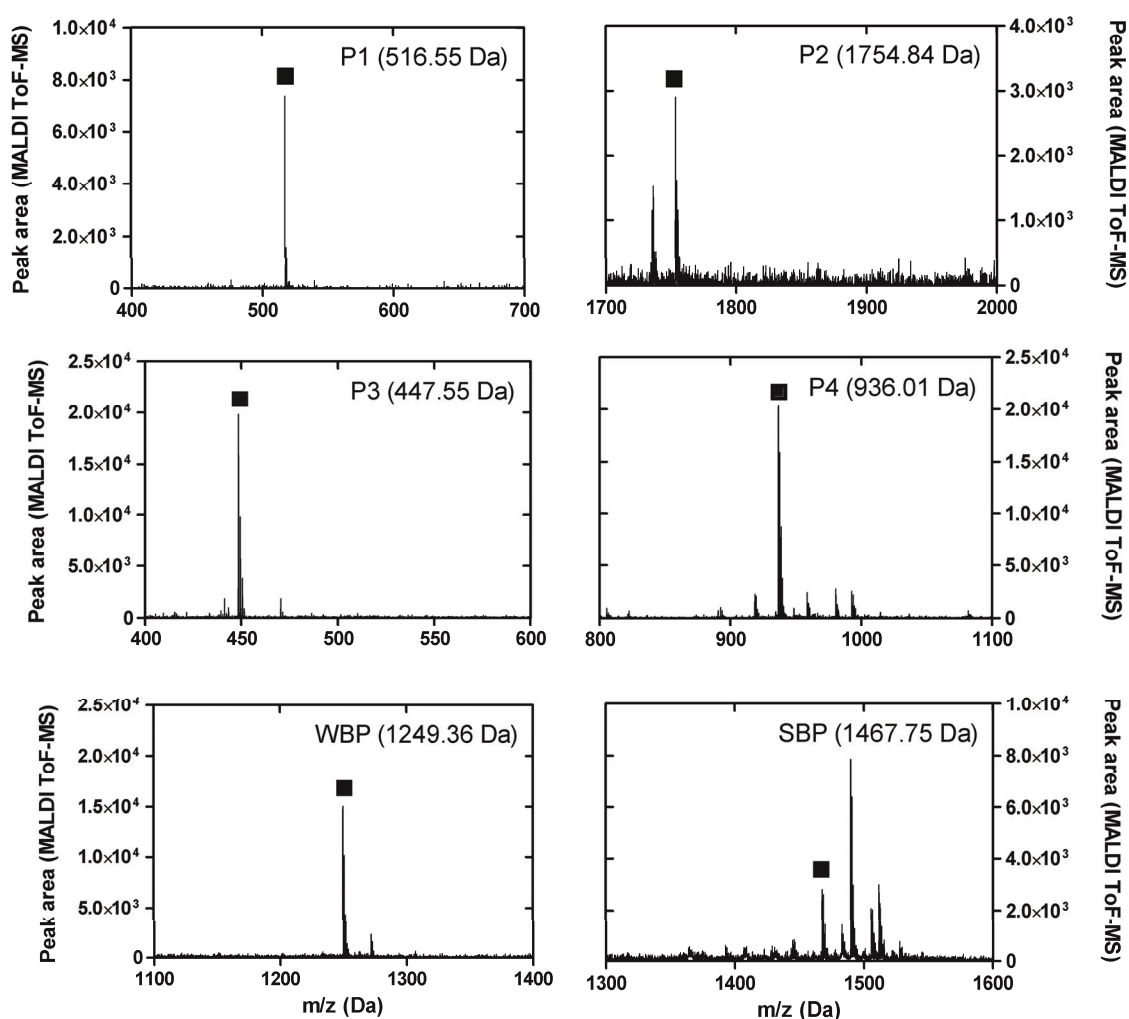 Peak area (MALDI ToF-MS)
1.0×10⁴
8.0×10³
6.0×10³
4.0×10³
2.0×10³
0
P1 (516.55 Da)
400 500 600 700
P2 (1754.84 Da)
4.0×10³
3.0×10³
2.0×10³
1.0×10³
0
1700 1800 1900 2000
Peak area (MALDI ToF-MS)
Peak area (MALDI ToF-MS)
2.5×10⁴
2.0×10⁴
1.5×10⁴
1.0×10⁴
5.0×10³
0
P3 (447.55 Da)
400 450 500 550 600
P4 (936.01 Da)
2.5×10⁴
2.0×10⁴
1.5×10⁴
1.0×10⁴
5.0×10³
0
800 900 1000 1100
Peak area (MALDI ToF-MS)
Peak area (MALDI ToF-MS)
2.5×10⁴
2.0×10⁴
1.5×10⁴
1.0×10⁴
5.0×10³
0
WBP (1249.36 Da)
1100 1200 1300 1400
m/z (Da)
SBP (1467.75 Da)
1.0×10⁴
8.0×10³
6.0×10³
4.0×10³
2.0×10³
0
1300 1400 1500 1600
m/z (Da)
Peak area (MALDI ToF-MS)